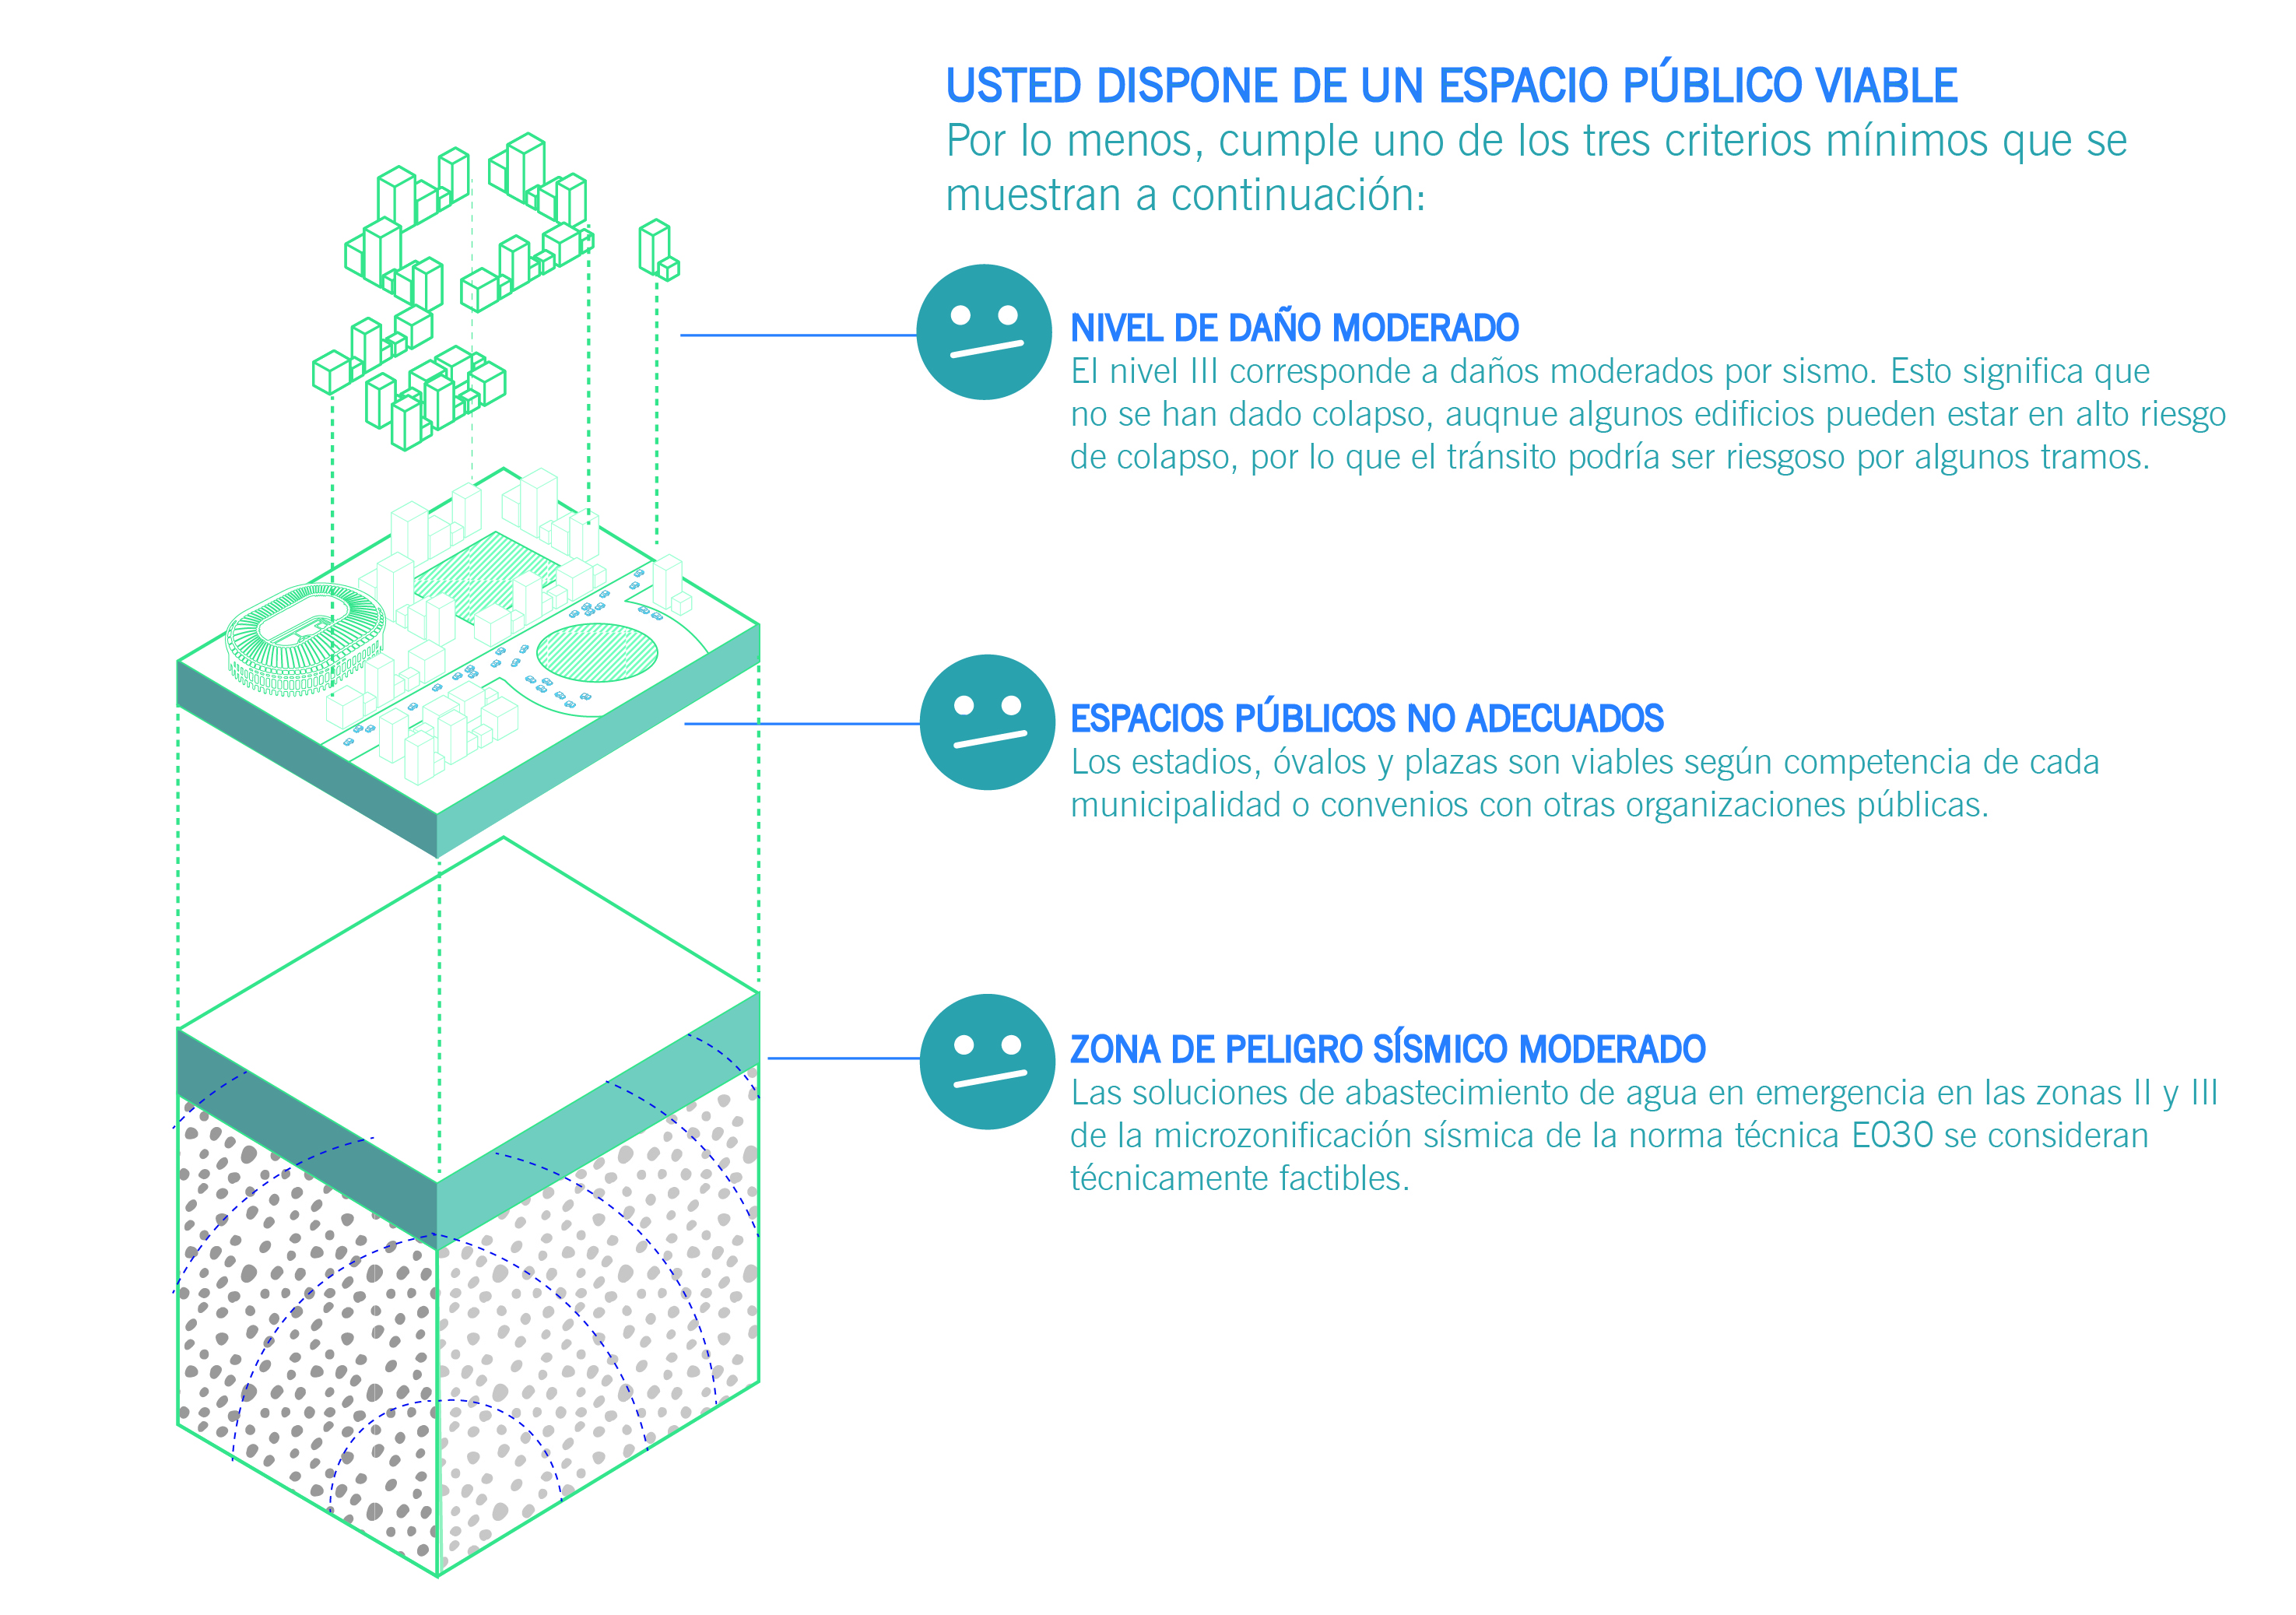 USTED DISPONE DE UN ESPACIO PÚBLICO VIABLE
Por lo menos, cumple uno de los tres criterios mínimos que se
muestran a continuación:
NIVEL DE DAÑO MODERADO
El nivel III corresponde a daños moderados por sismo. Esto significa que
no se han dado colapso, auqnue algunos edificios pueden estar en alto riesgo
de colapso, por lo que el tránsito podría ser riesgoso por algunos tramos.
ESPACIOS PÚBLICOS NO ADECUADOS
Los estadios, óvalos y plazas son viables según competencia de cada
municipalidad o convenios con otras organizaciones públicas.
ZONA DE PELIGRO SÍSMICO MODERADO
Las soluciones de abastecimiento de agua en emergencia en las zonas II y III
de la microzonificación sísmica de la norma técnica E030 se consideran
técnicamente factibles.